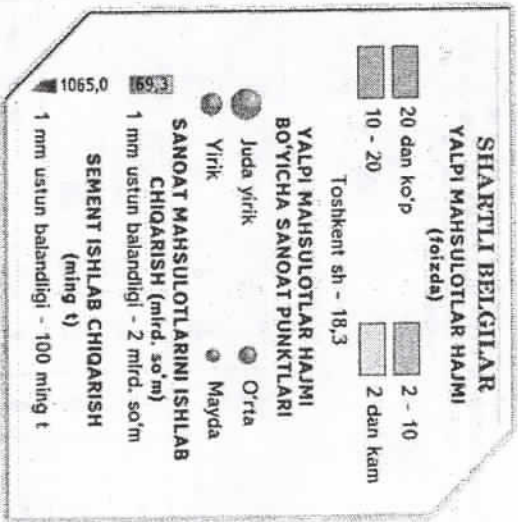 SHARTLI BELGILAR
YALPI MAHSULOTLAR HAJMI
(foizda)
20 dan ko'p
2 - 10
10 - 20
2 dan kam
Toshkent sh - 18,3
YALPI MAHSULOTLAR HAJMI
BO'YICHA SANOAT PUNKTLARI
Juda yirik
O'rta
Yirik
Mayda
SANOAT MAHSULOTLARINI ISHLAB
CHIQARISH (mlrd. so'm)
69,3
1 mm ustun balandligi - 2 mlrd. so'm
SEMENT ISHLAB CHIQARISH
(ming t)
1065,0
1 mm ustun balandligi - 100 ming t